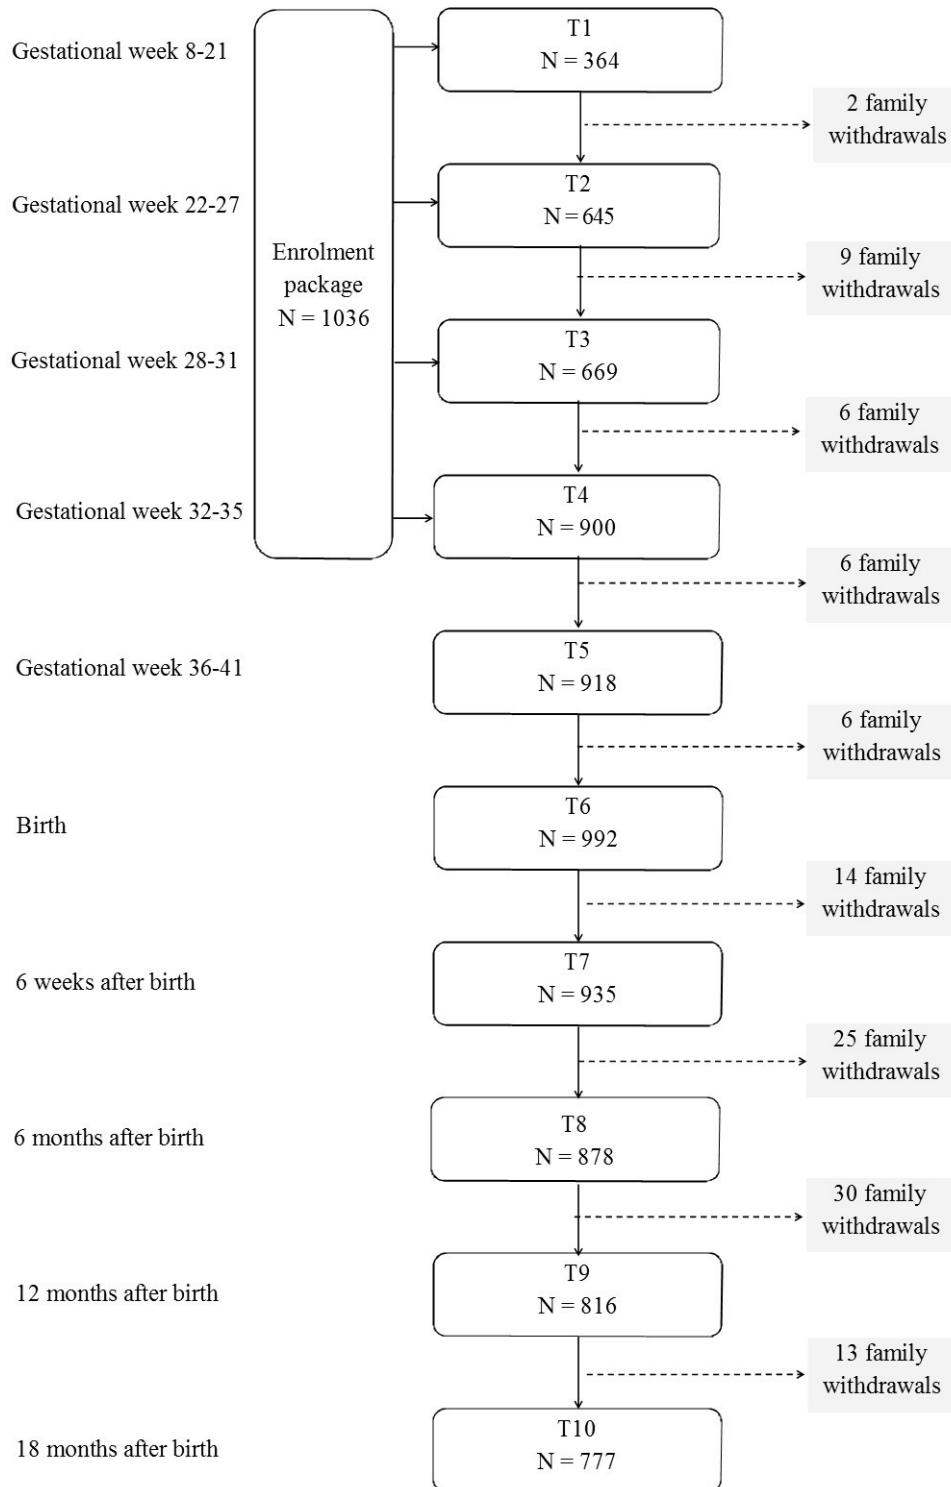 Gestational week 8-21
T1
N = 364
2 family
withdrawals
Gestational week 22-27
T2
N = 645
Enrolment
package
N = 1036
9 family
withdrawals
Gestational week 28-31
T3
N = 669
6 family
withdrawals
Gestational week 32-35
T4
N = 900
6 family
withdrawals
Gestational week 36-41
T5
N = 918
6 family
withdrawals
Birth
T6
N = 992
14 family
withdrawals
6 weeks after birth
T7
N = 935
25 family
withdrawals
6 months after birth
T8
N = 878
30 family
withdrawals
12 months after birth
T9
N = 816
13 family
withdrawals
18 months after birth
T10
N = 777